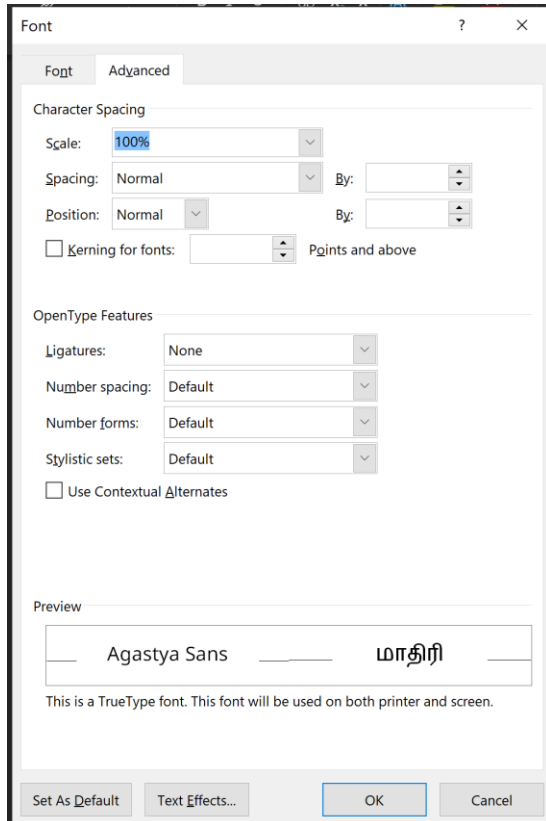 Font ?
Font Advanced
Character Spacing
Scale: 100%
Spacing: Normal By:
Position: Normal By:
Kerning for fonts: Points and above
OpenType Features
Ligatures: None
Number spacing: Default
Number forms: Default
Stylistic sets: Default
Use Contextual Alternates
Preview
Agastya Sans மாதிரி
This is a TrueType font. This font will be used on both printer and screen.
Set As Default Text Effects... OK Cancel